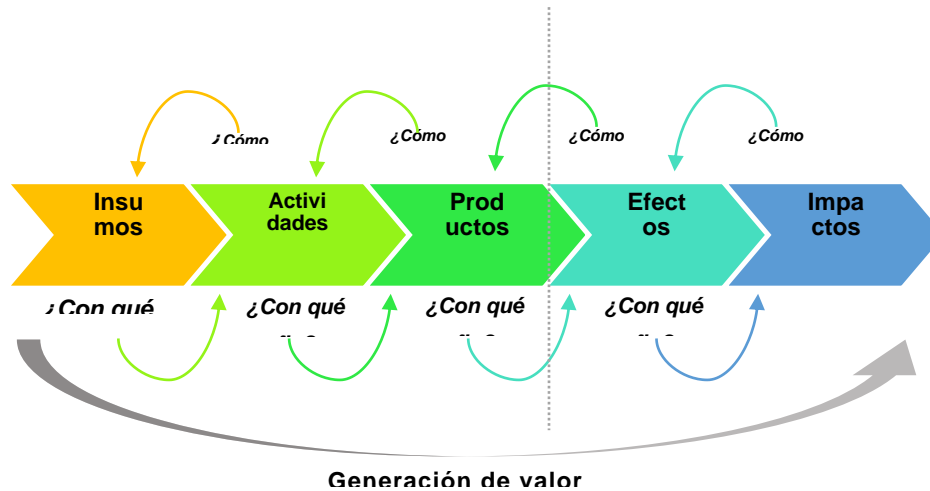 ¿Cómo
¿Cómo
¿Cómo
¿Cómo
Insu
mos
Activi
dades
Prod
uctos
Efect
os
Impa
ctos
¿Con qué
¿Con qué
¿Con qué
¿Con qué
Generación de valor